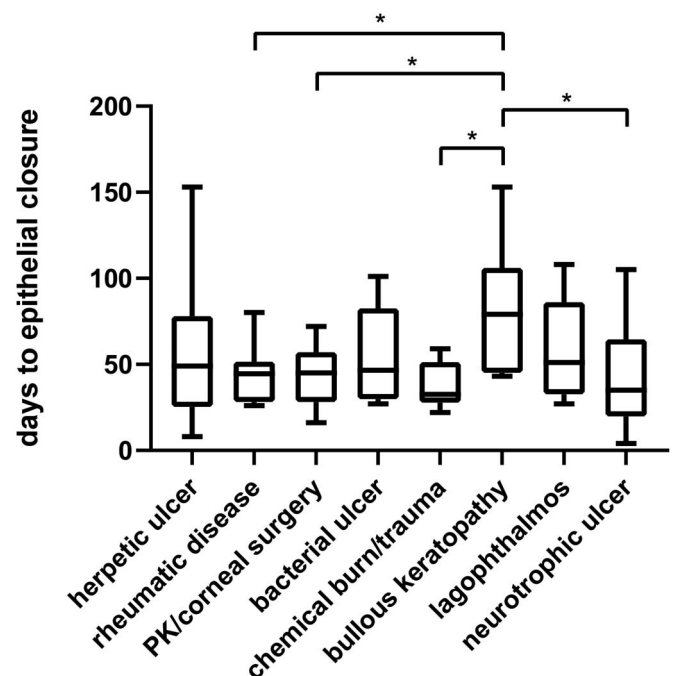 *
*
*
*
days to epithelial closure
200
150
100
50
0
herpetic ulcer
rheumatic disease
PK/corneal surgery
bacterial ulcer
chemical burn/trauma
bullous keratopathy
lagophthalmos
neurotrophic ulcer